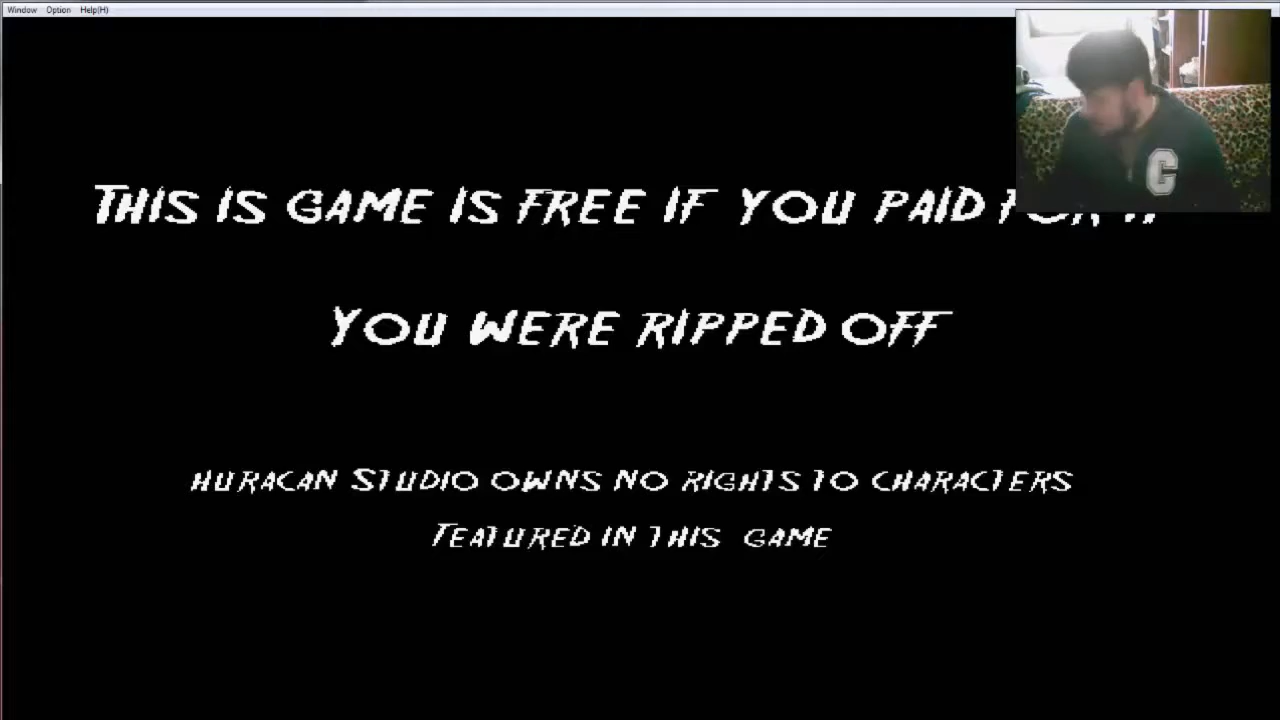 Window Option Help(H)
THIS IS GAME IS FREE IF YOU PAID
YOU WERE RIPPED OFF
HURACAN STUDIO OWNS NO RIGHTS TO CHARACTERS
FEATURED IN THIS GAME
C